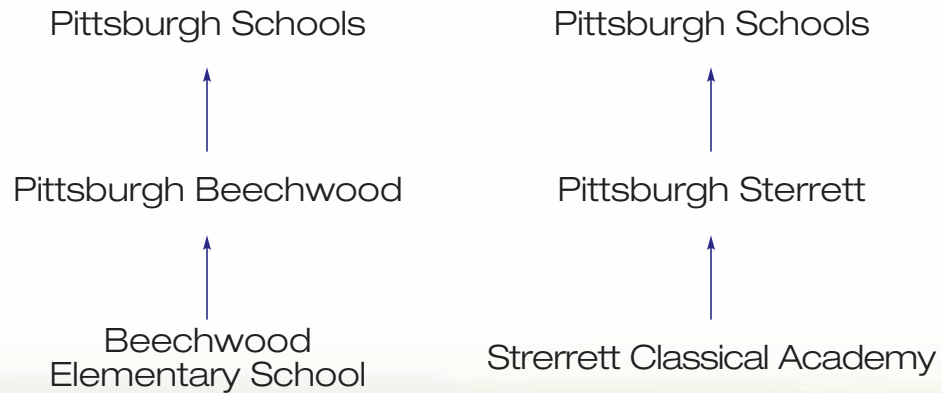 Pittsburgh Schools
Pittsburgh Beechwood
Beechwood
Elementary School
Pittsburgh Schools
Pittsburgh Sterrett
Strerrett Classical Academy